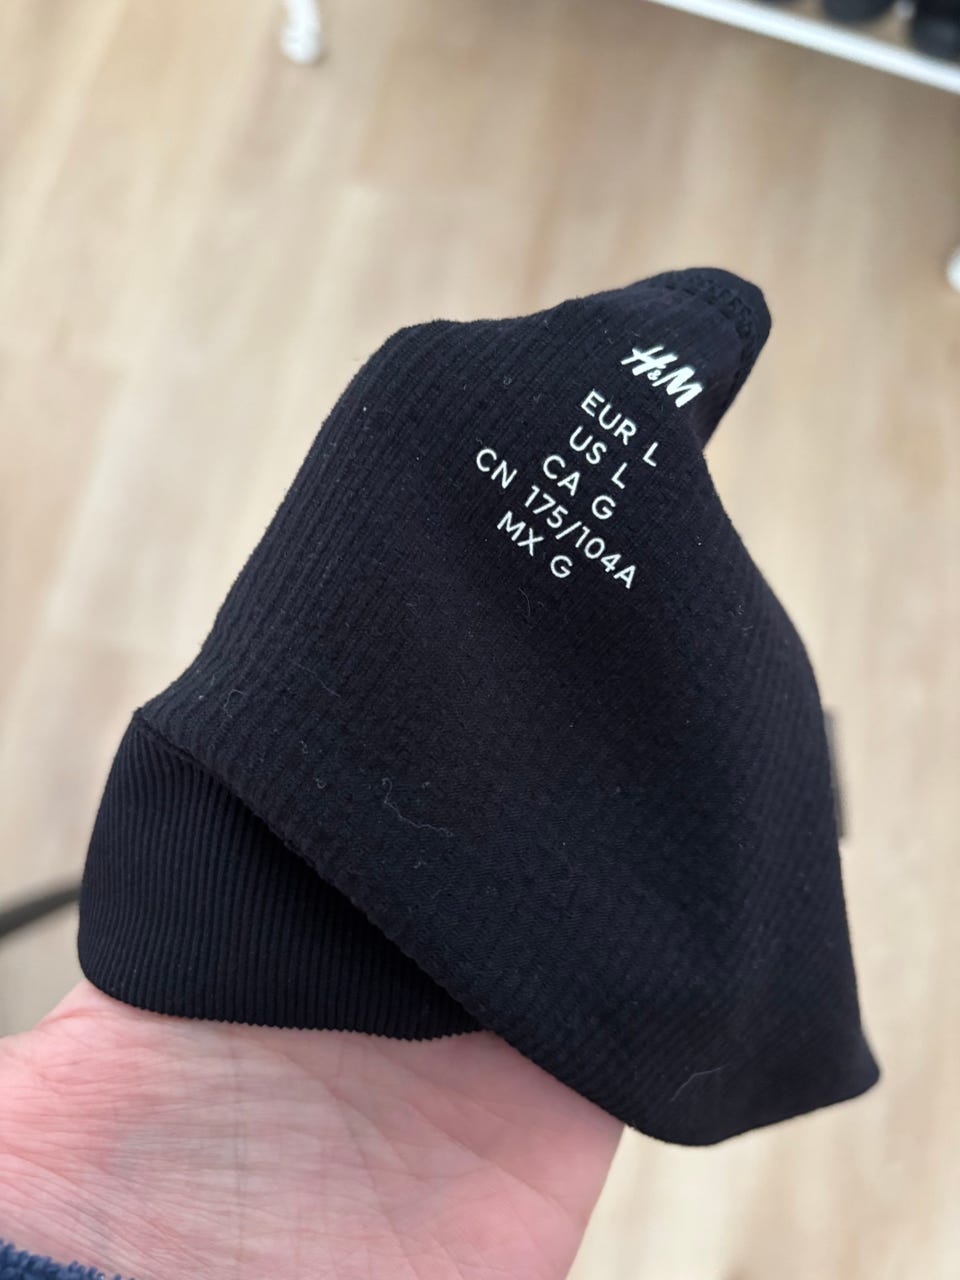 H&M
EUR L
US L
CA G
CN 175/104A
MX G